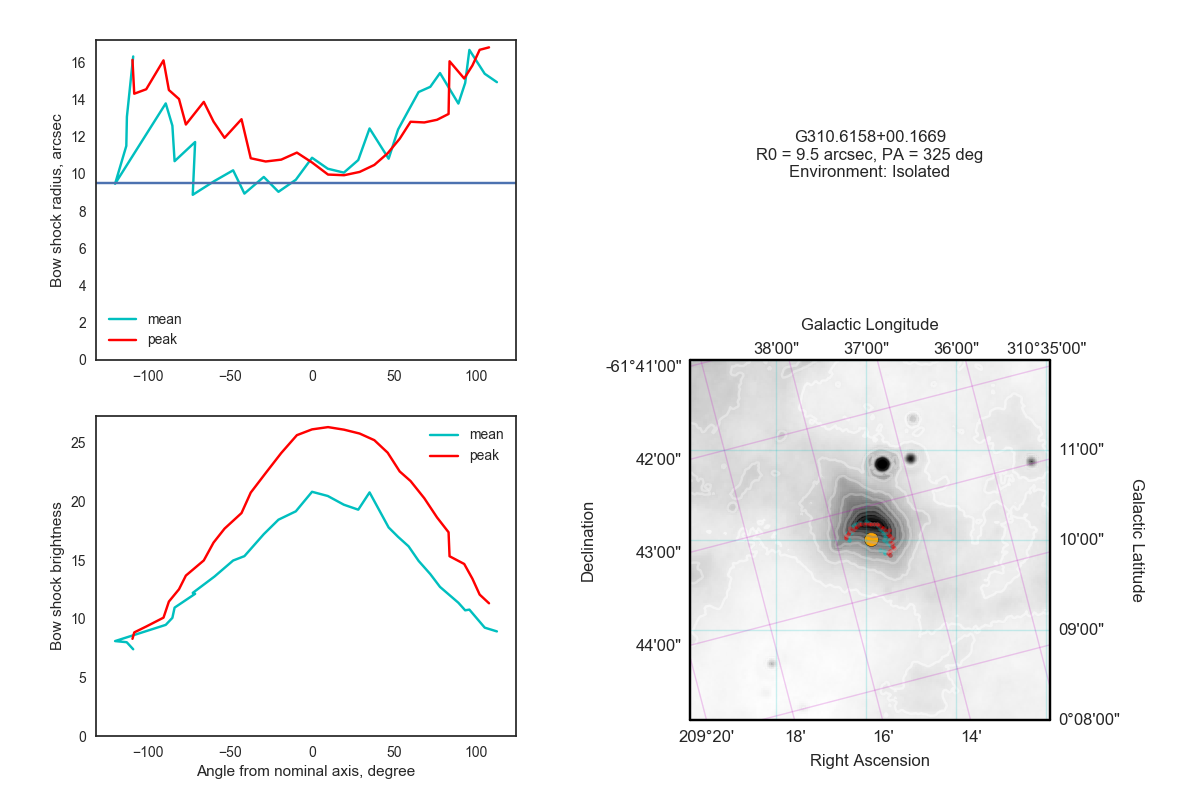 16
14
12
10
8
6
4
2
0
Bow shock radius, arcsec
mean
peak
−100
−50
0
50
100
G310.6158+00.1669
R0 = 9.5 arcsec, PA = 325 deg
Environment: Isolated
25
20
15
10
5
0
Bow shock brightness
mean
peak
−100
−50
0
50
100
Angle from nominal axis, degree
Galactic Longitude
38'00"
37'00"
36'00"
310°35'00"
-61°41'00"
42'00"
43'00"
44'00"
Declination
11'00"
10'00"
09'00"
0°08'00"
Galactic Latitude
209°20'
18'
16'
14'
Right Ascension